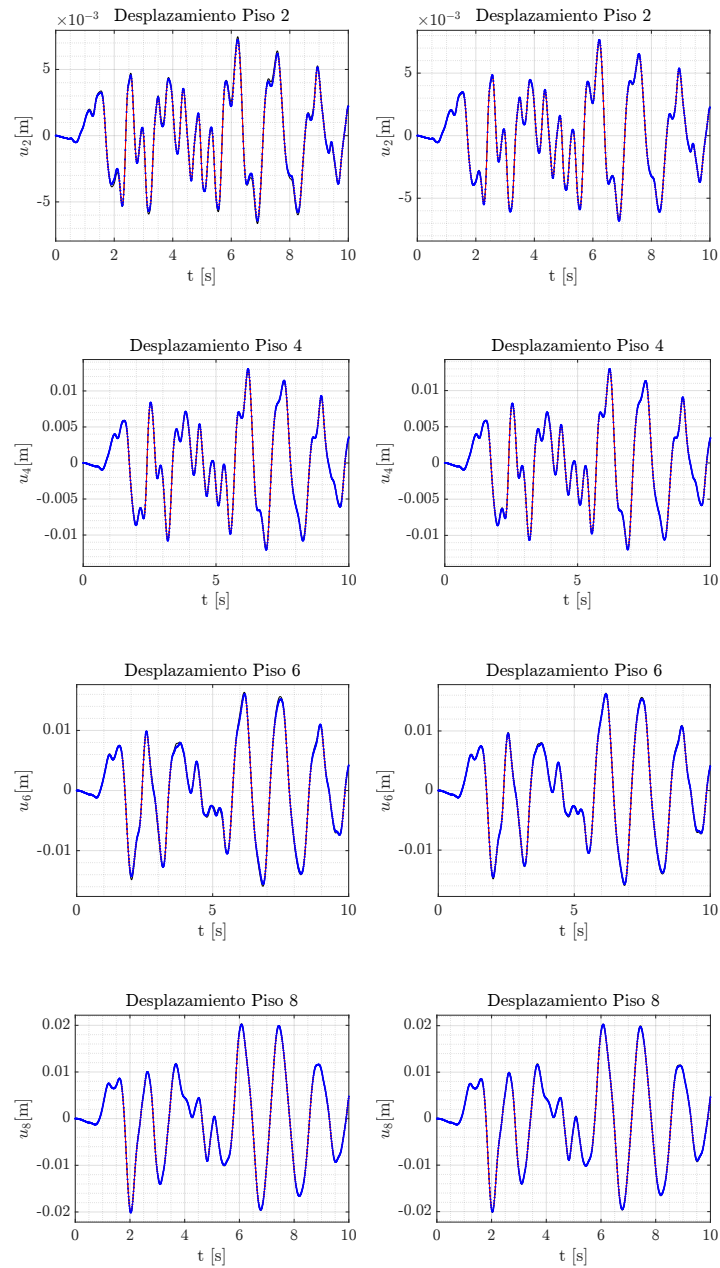 Desplazamiento Piso 2
×10⁻³
5
0
-5
u₂[m]
0 2 4 6 8 10
t [s]
Desplazamiento Piso 2
×10⁻³
5
0
-5
u₂[m]
0 2 4 6 8 10
t [s]
Desplazamiento Piso 4
0.01
0.005
0
-0.005
-0.01
u₄[m]
0 5 10
t [s]
Desplazamiento Piso 4
0.01
0.005
0
-0.005
-0.01
u₄[m]
0 5 10
t [s]
Desplazamiento Piso 6
0.01
0
-0.01
u₆[m]
0 5 10
t [s]
Desplazamiento Piso 6
0.01
0
-0.01
u₆[m]
0 5 10
t [s]
Desplazamiento Piso 8
0.02
0.01
0
-0.01
-0.02
u₈[m]
0 2 4 6 8 10
t [s]
Desplazamiento Piso 8
0.02
0.01
0
-0.01
-0.02
u₈[m]
0 2 4 6 8 10
t [s]